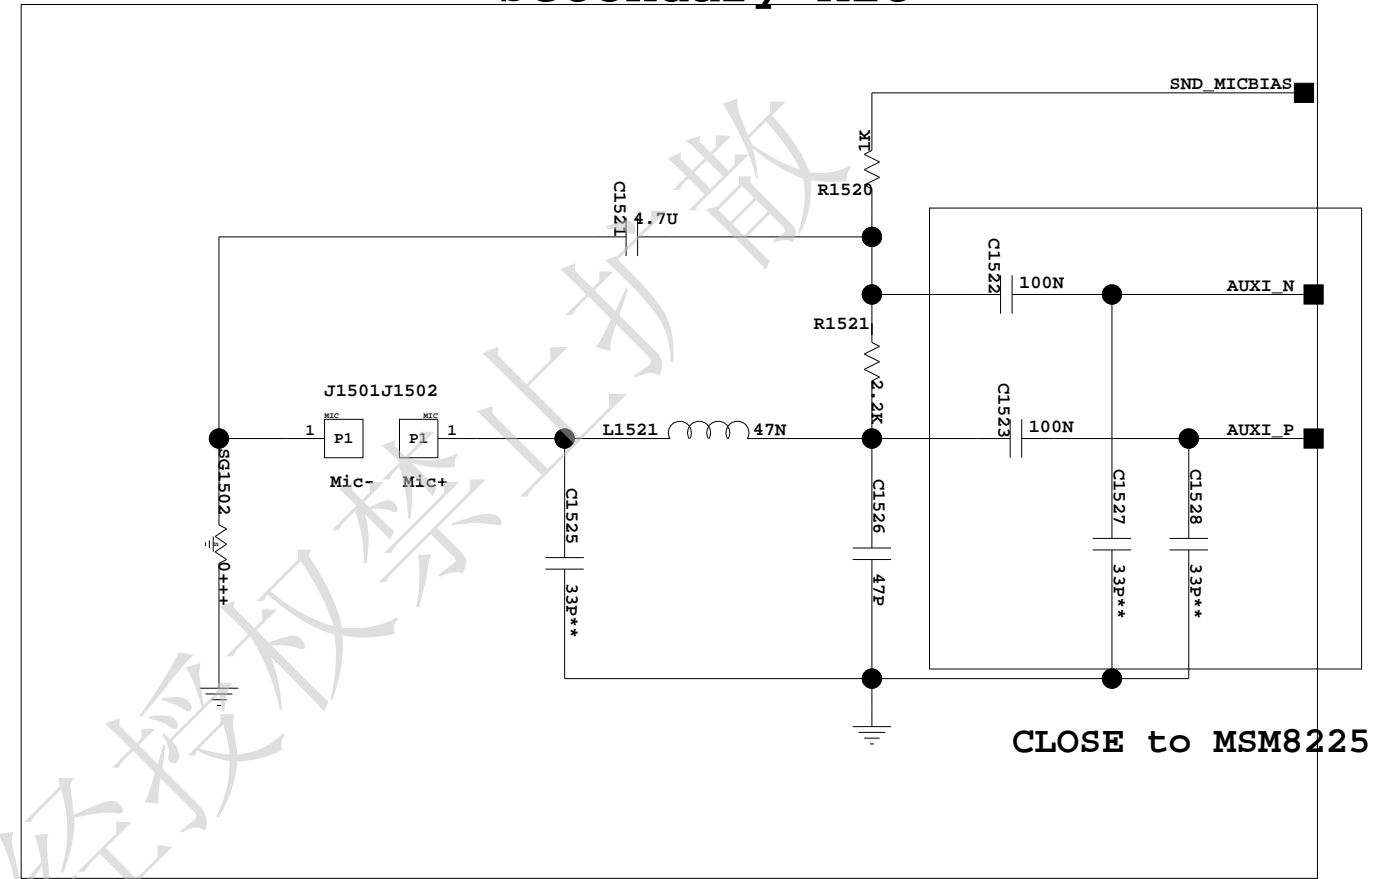 Secondary Mic
SND_MICBIAS
1K
R1520
C1521
4.7U
C1522
100N
AUXI_N
R1521
2.2K
J1501J1502
MIC
MIC
1
P1
P1
1
L1521
47N
C1523
100N
AUXI_P
Mic-
Mic+
SG1502
0+++
C1525
33P**
C1526
47P
C1527
33P**
C1528
33P**
CLOSE to MSM8225
经授权禁止扩散